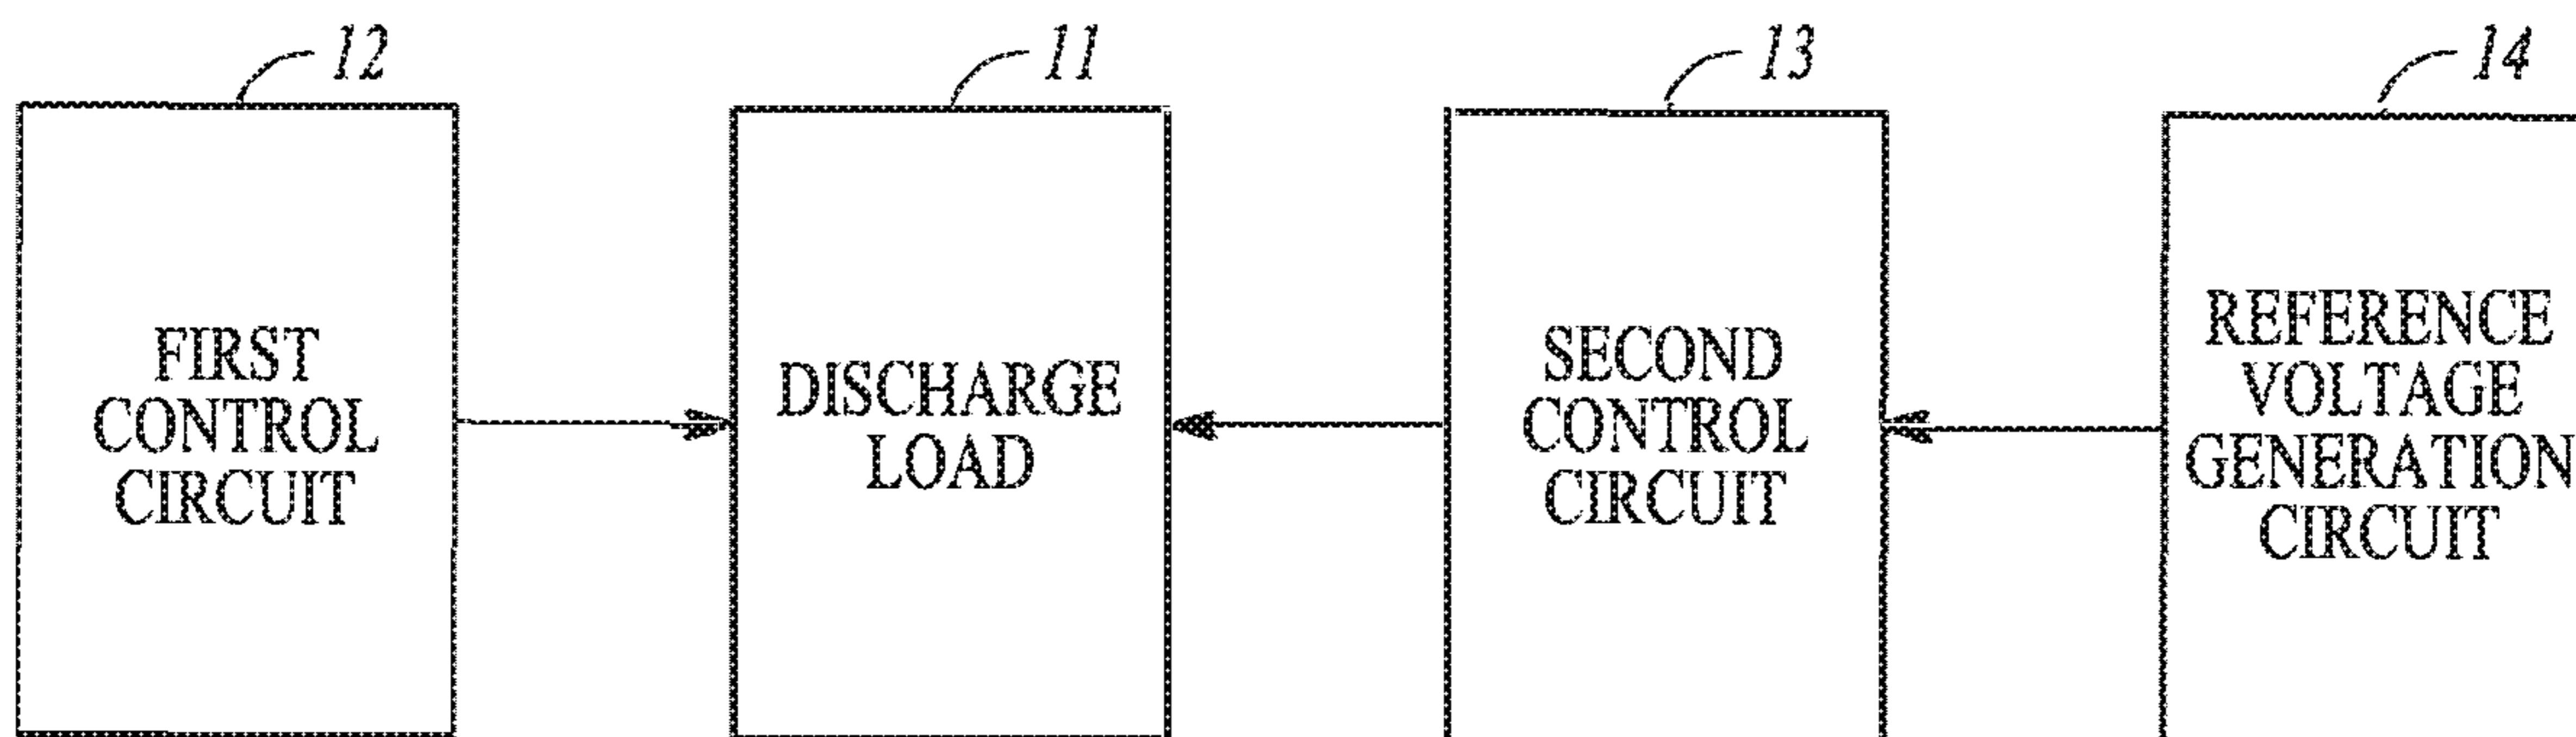 12
11
13
14
FIRST
CONTROL
CIRCUIT
DISCHARGE
LOAD
SECOND
CONTROL
CIRCUIT
REFERENCE
VOLTAGE
GENERATION
CIRCUIT